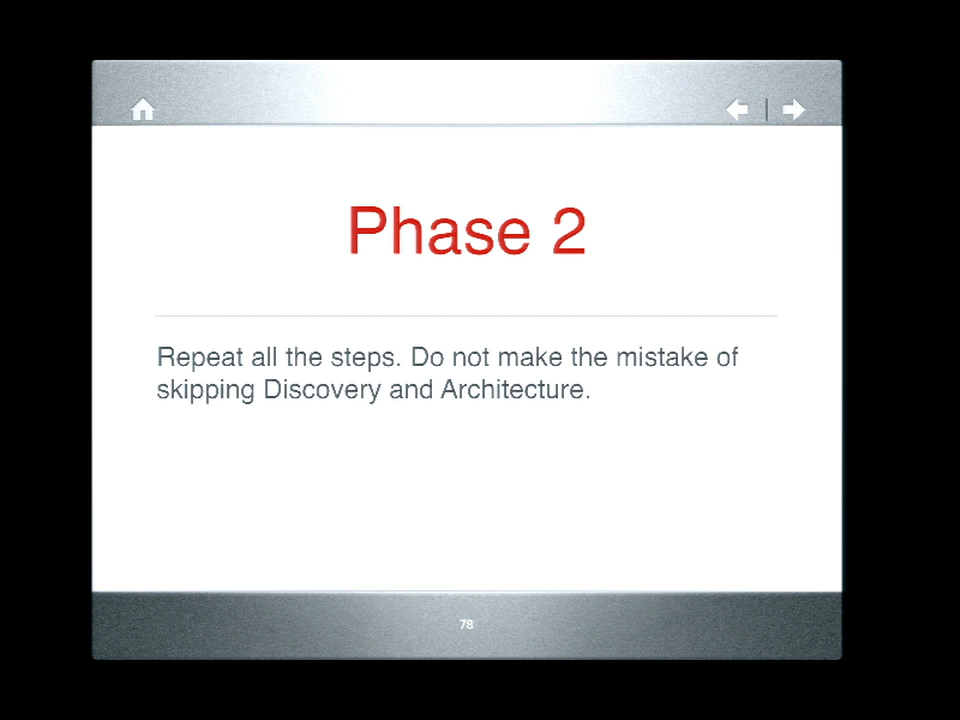 Phase 2
Repeat all the steps. Do not make the mistake of
skipping Discovery and Architecture.
78